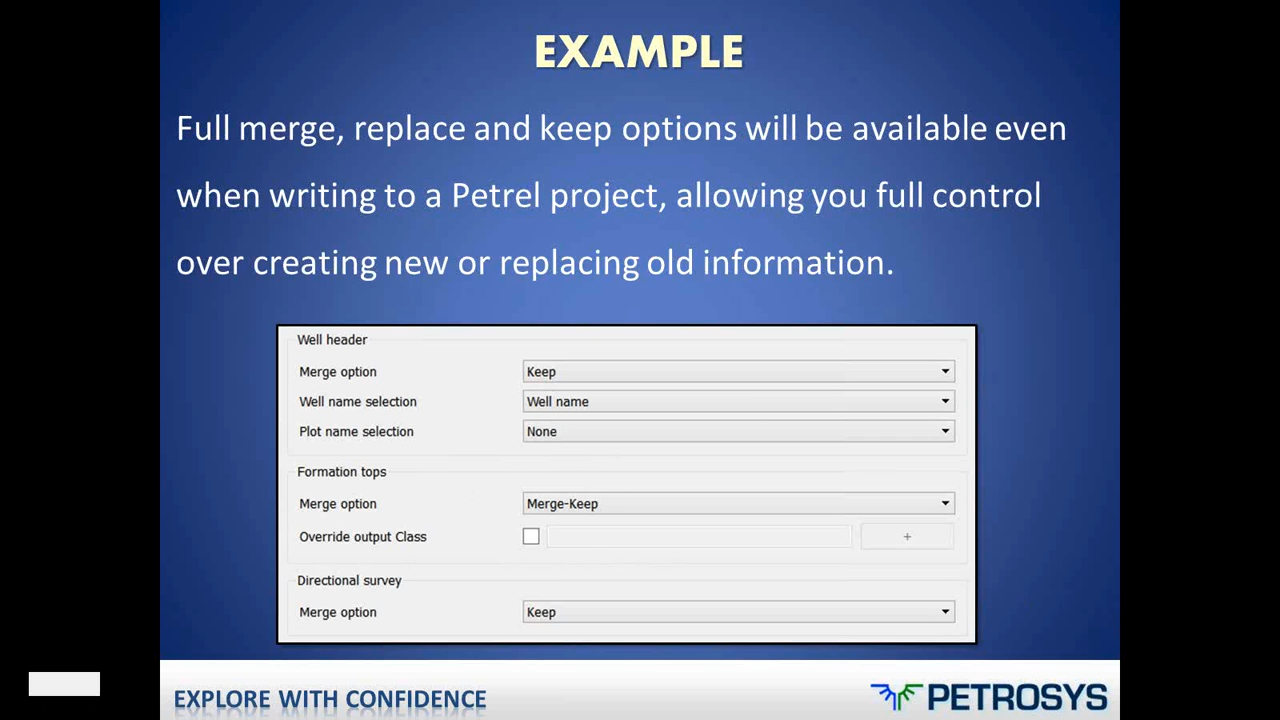 EXAMPLE
Full merge, replace and keep options will be available even
when writing to a Petrel project, allowing you full control
over creating new or replacing old information.
Well header
Merge option Keep
Well name selection Well name
Plot name selection None
Formation tops
Merge option Merge-Keep
Override output Class +
Directional survey
Merge option Keep
EXPLORE WITH CONFIDENCE PETROSYS